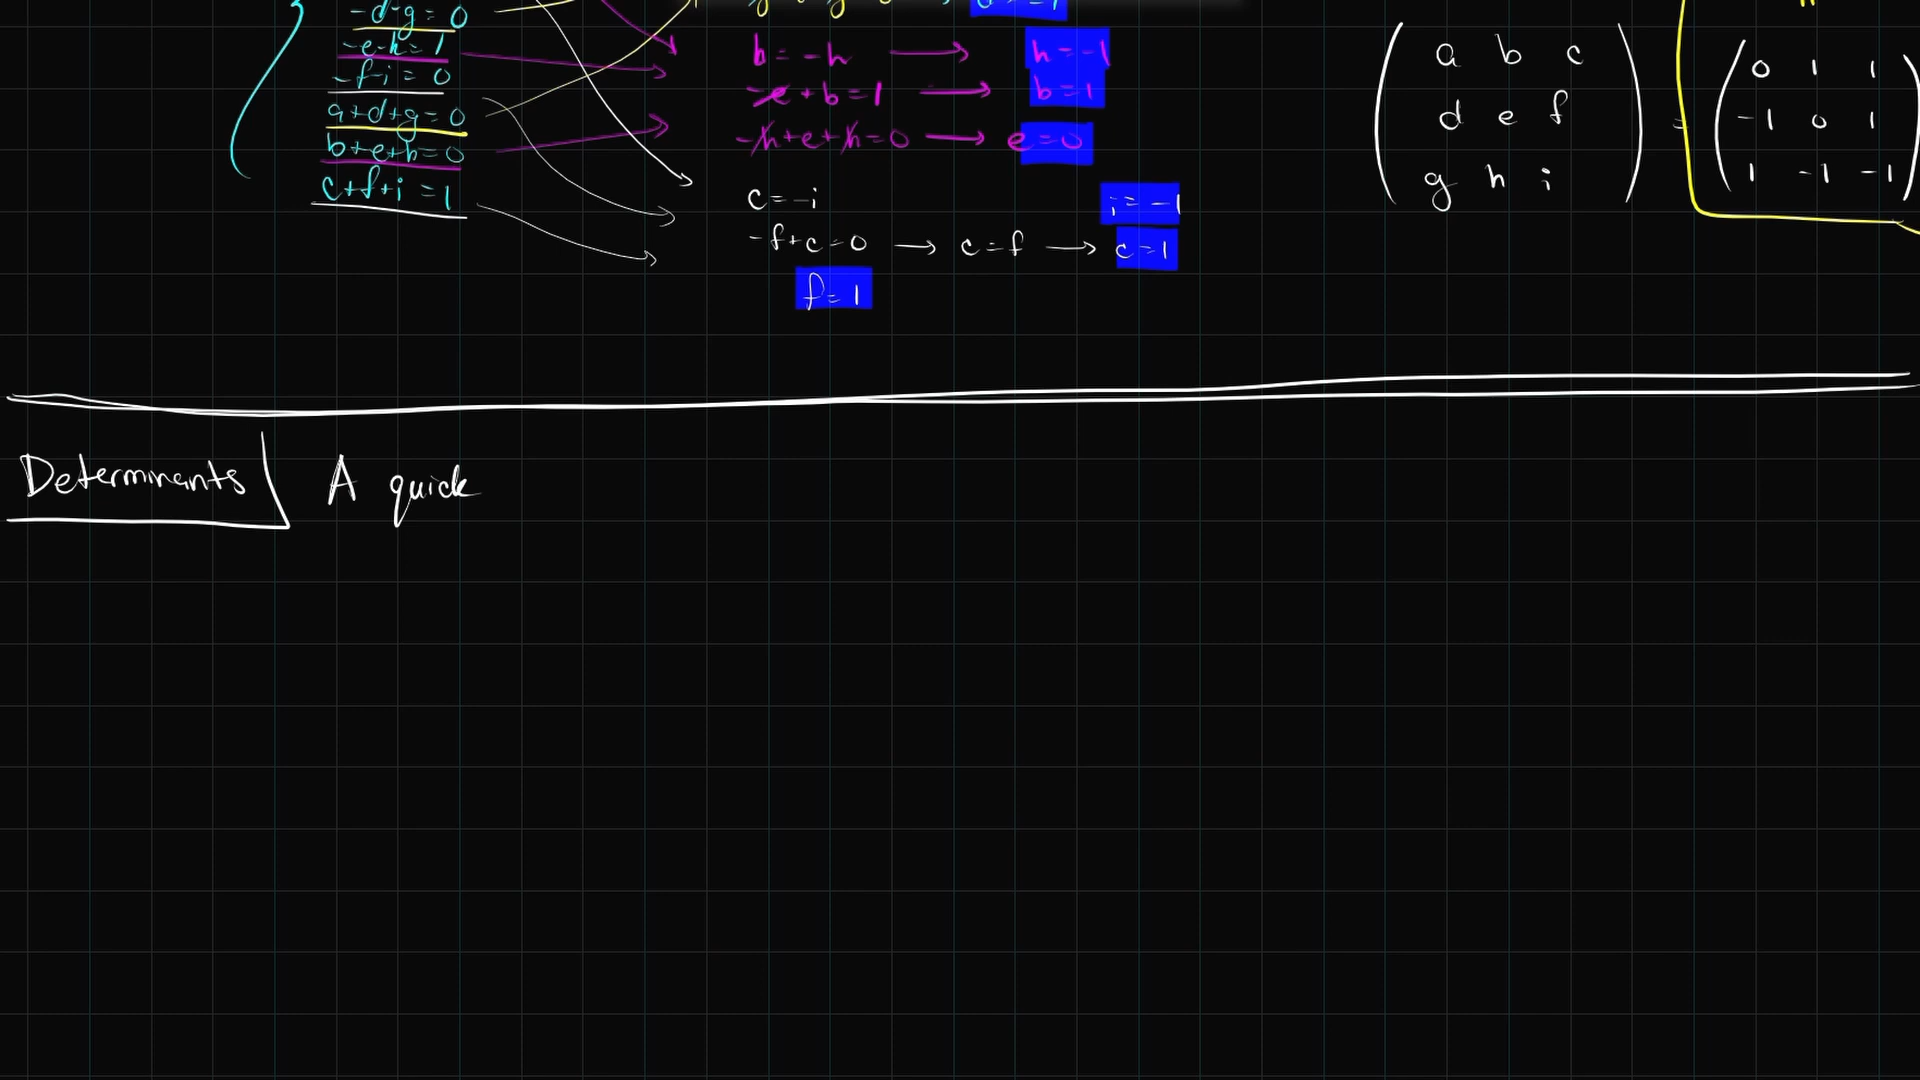 -d-g=0
-e-h=1
-f-i=0
a+d+g=0
b+e+h=0
c+f+i=1
b=-h → h=-1
-e+b=1 → b=1
-h+e+h=0 → e=0
c=-i i=-1
-f+c=0 → c=f → c=1
f=1
a b c
d e f
g h i
=
0 1 1
-1 0 1
1 -1 -1
Determinants A quick